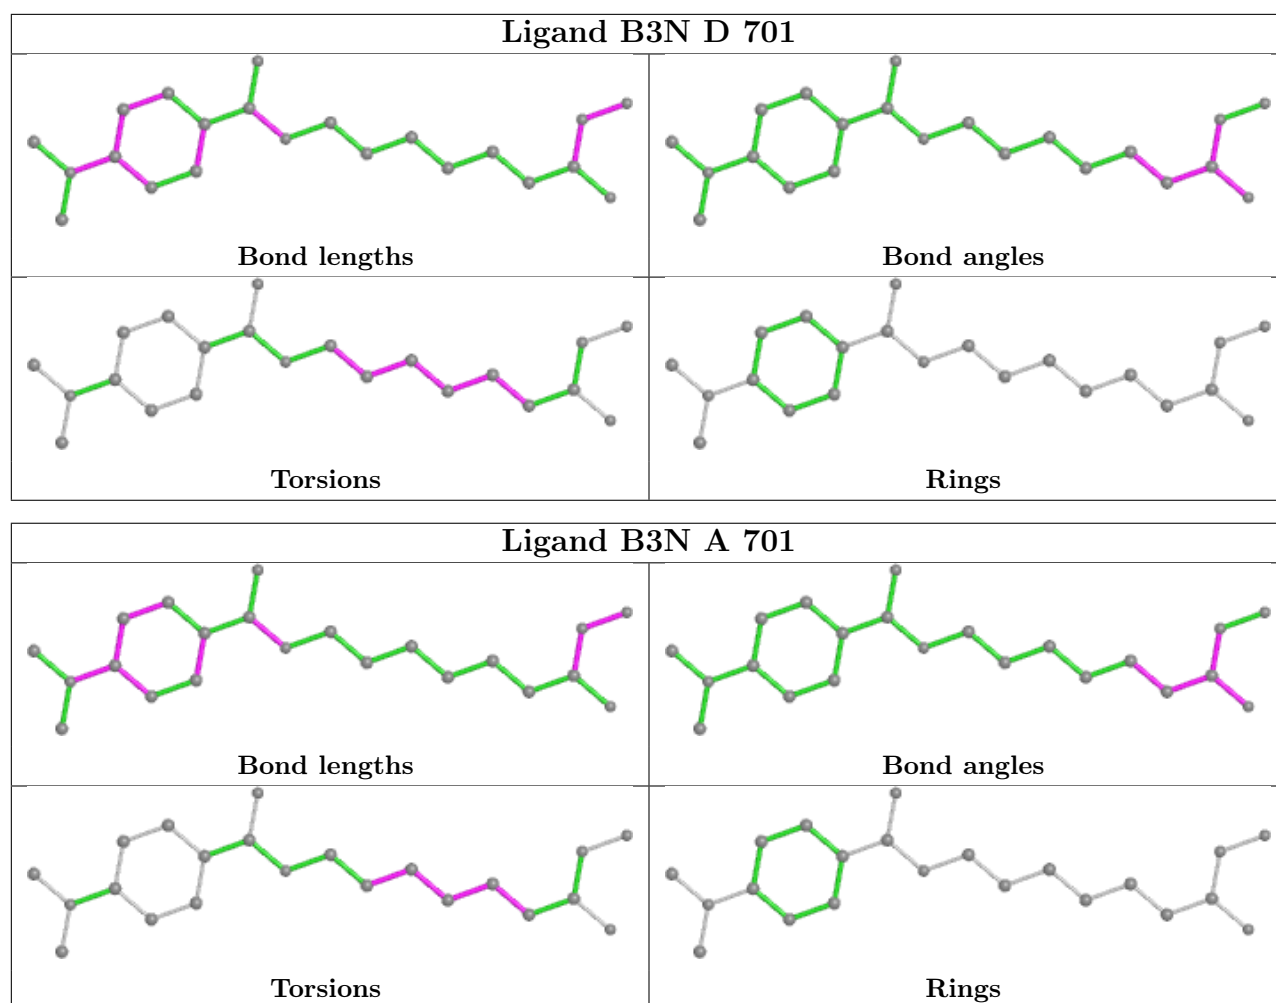 Ligand B3N D 701
Bond lengths
Bond angles
Torsions
Rings
Ligand B3N A 701
Bond lengths
Bond angles
Torsions
Rings